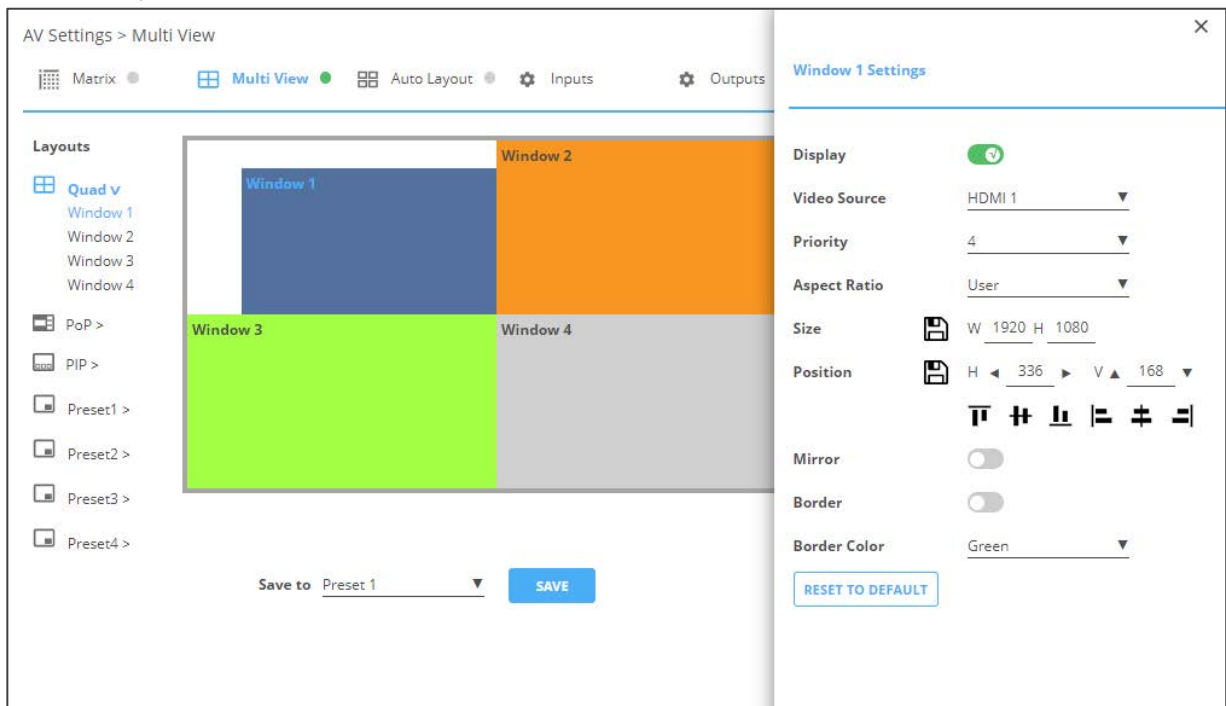 AV Settings > Multi View
Matrix Multi View Auto Layout Inputs Outputs
Layouts
Quad v
Window 1
Window 2
Window 3
Window 4
PoP >
PIP >
Preset1 >
Preset2 >
Preset3 >
Preset4 >
Window 1
Window 2
Window 3
Window 4
Save to Preset 1 SAVE
Window 1 Settings
Display
Video Source HDMI 1
Priority 4
Aspect Ratio User
Size W 1920 H 1080
Position H 336 V 168
Mirror
Border
Border Color Green
RESET TO DEFAULT